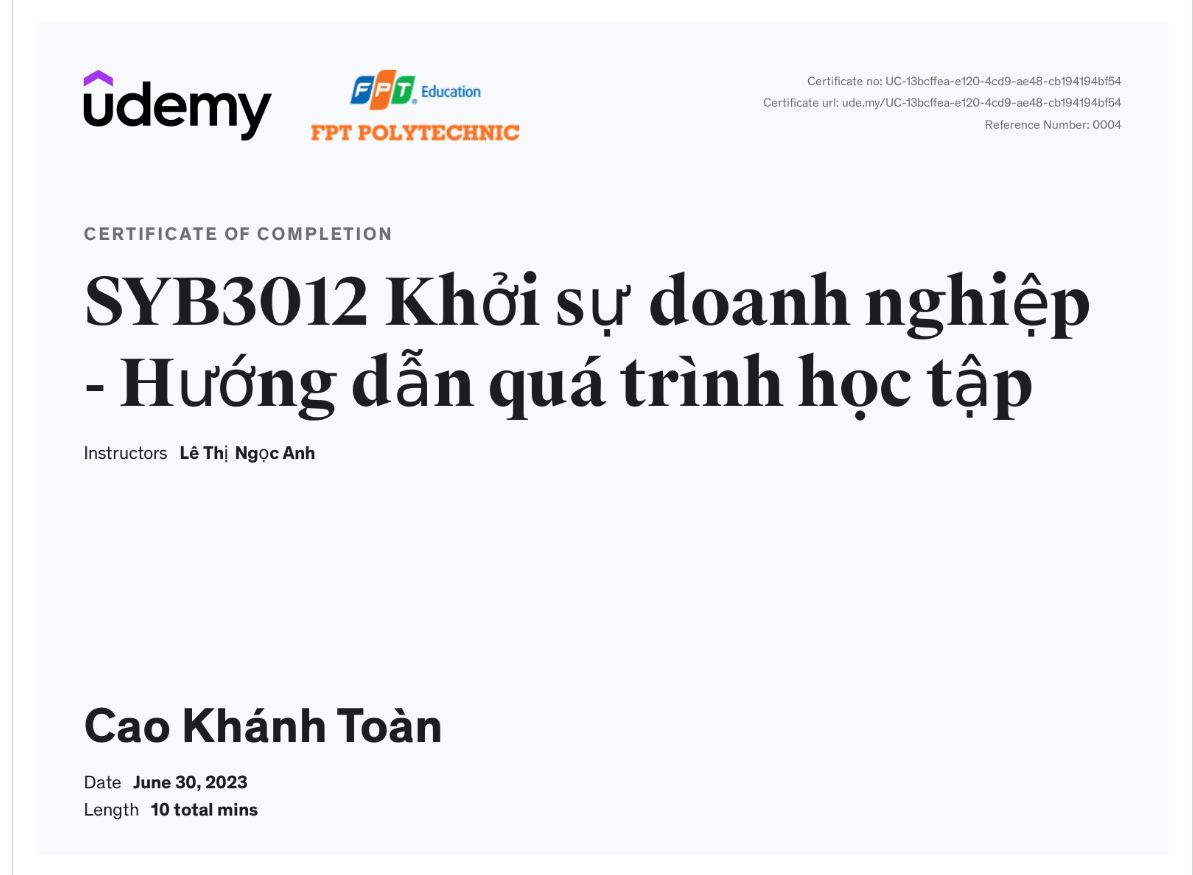 udemy
FPT Education
FPT POLYTECHNIC
Certificate no: UC-13bcffea-e120-4cd9-ae48-cb194194bf54
Certificate url: ude.my/UC-13bcffea-e120-4cd9-ae48-cb194194bf54
Reference Number: 0004
CERTIFICATE OF COMPLETION
SYB3012 Khởi sự doanh nghiệp
- Hướng dẫn quá trình học tập
Instructors Lê Thị Ngọc Anh
Cao Khánh Toàn
Date June 30, 2023
Length 10 total mins